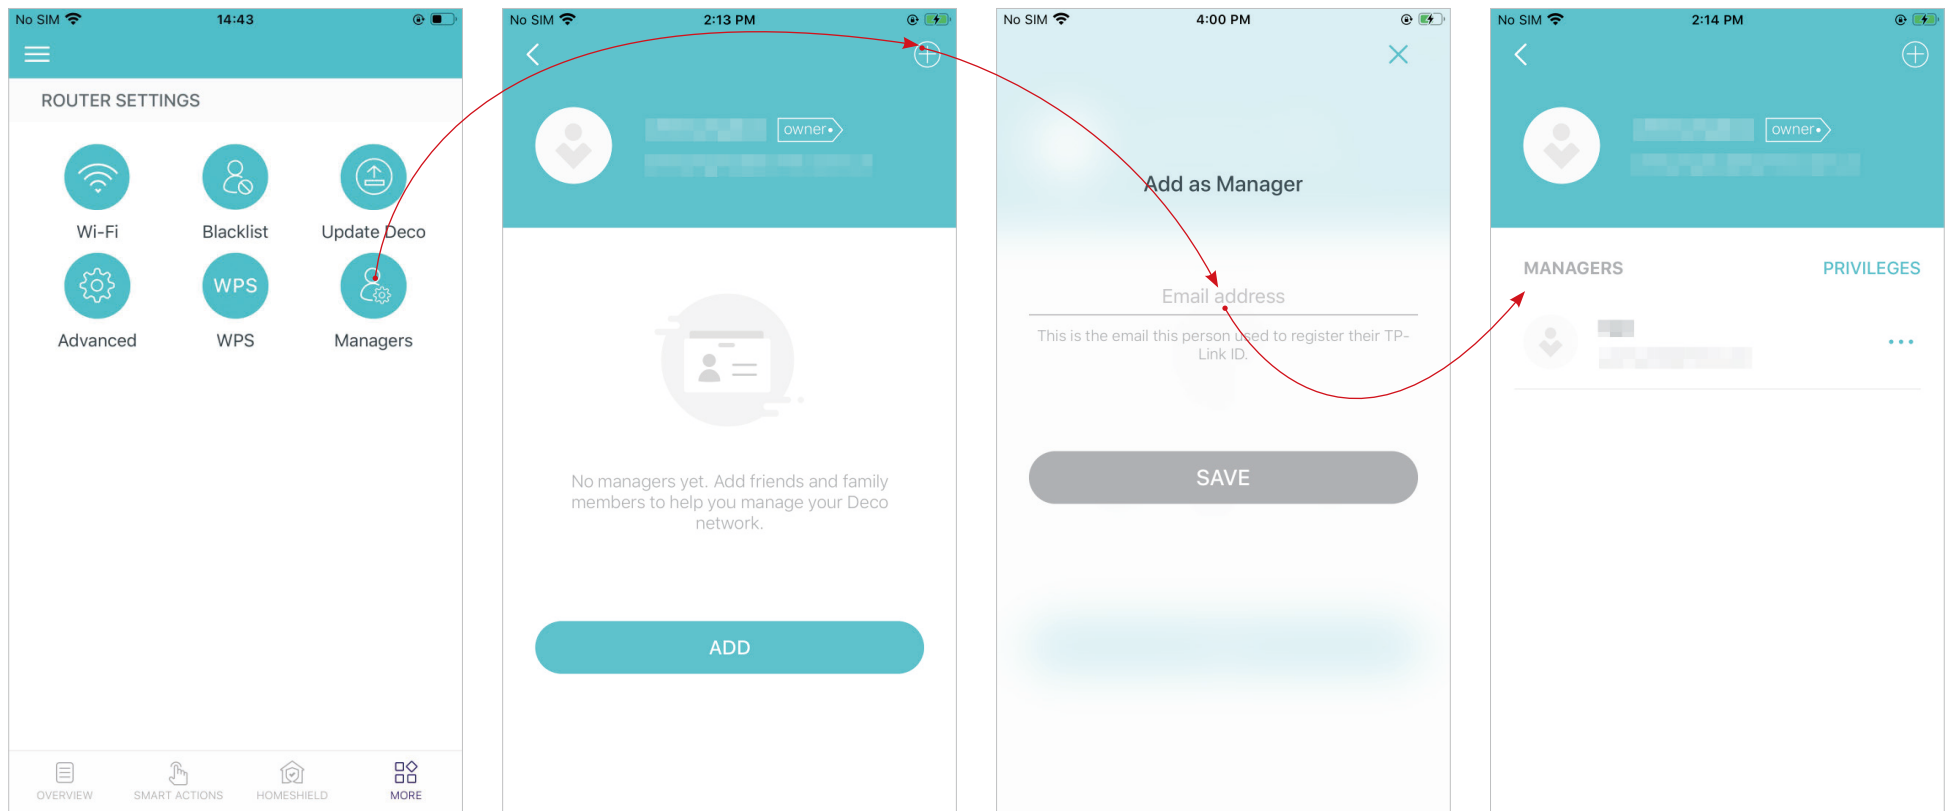 No SIM 14:43
ROUTER SETTINGS
Wi-Fi Blacklist Update Deco
WPS
Advanced WPS Managers
OVERVIEW SMART ACTIONS HOMESHIELD MORE
No SIM 2:13 PM
owner
No managers yet. Add friends and family
members to help you manage your Deco
network.
ADD
No SIM 4:00 PM
Add as Manager
Email address
This is the email this person used to register their TP-
Link ID.
SAVE
No SIM 2:14 PM
owner
MANAGERS PRIVILEGES